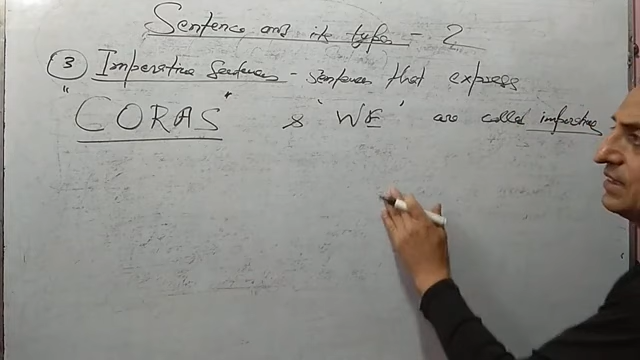 Sentence and its types - 2
③ Imperative Sentences - sentences that express
"CORAS" & 'WE' are called imperative